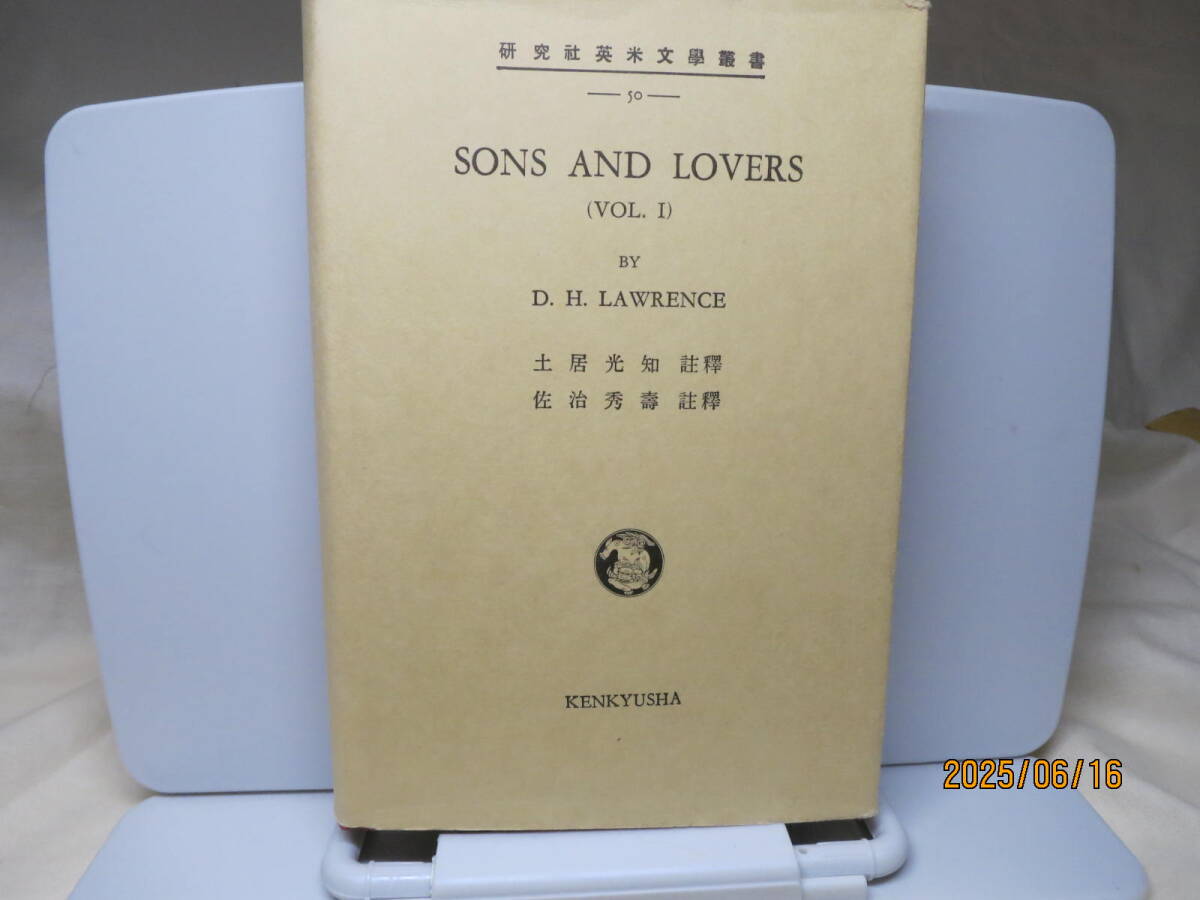 研究社英米文學叢書
— 50 —
SONS AND LOVERS
(VOL. I)
BY
D. H. LAWRENCE
土居光知 註釋
佐治秀壽 註釋
KENKYUSHA
2025/06/16